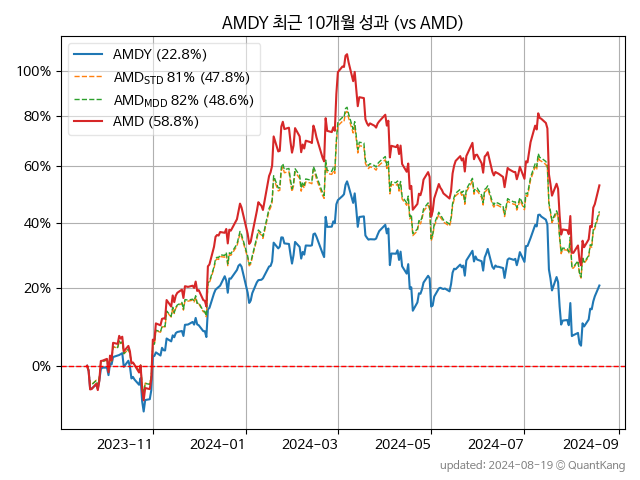 AMDY 최근 10개월 성과 (vs AMD)
AMDY (22.8%)
AMD_STD 81% (47.8%)
AMD_MDD 82% (48.6%)
AMD (58.8%)
100%
80%
60%
40%
20%
0%
2023-11
2024-01
2024-03
2024-05
2024-07
2024-09
updated: 2024-08-19 © QuantKang